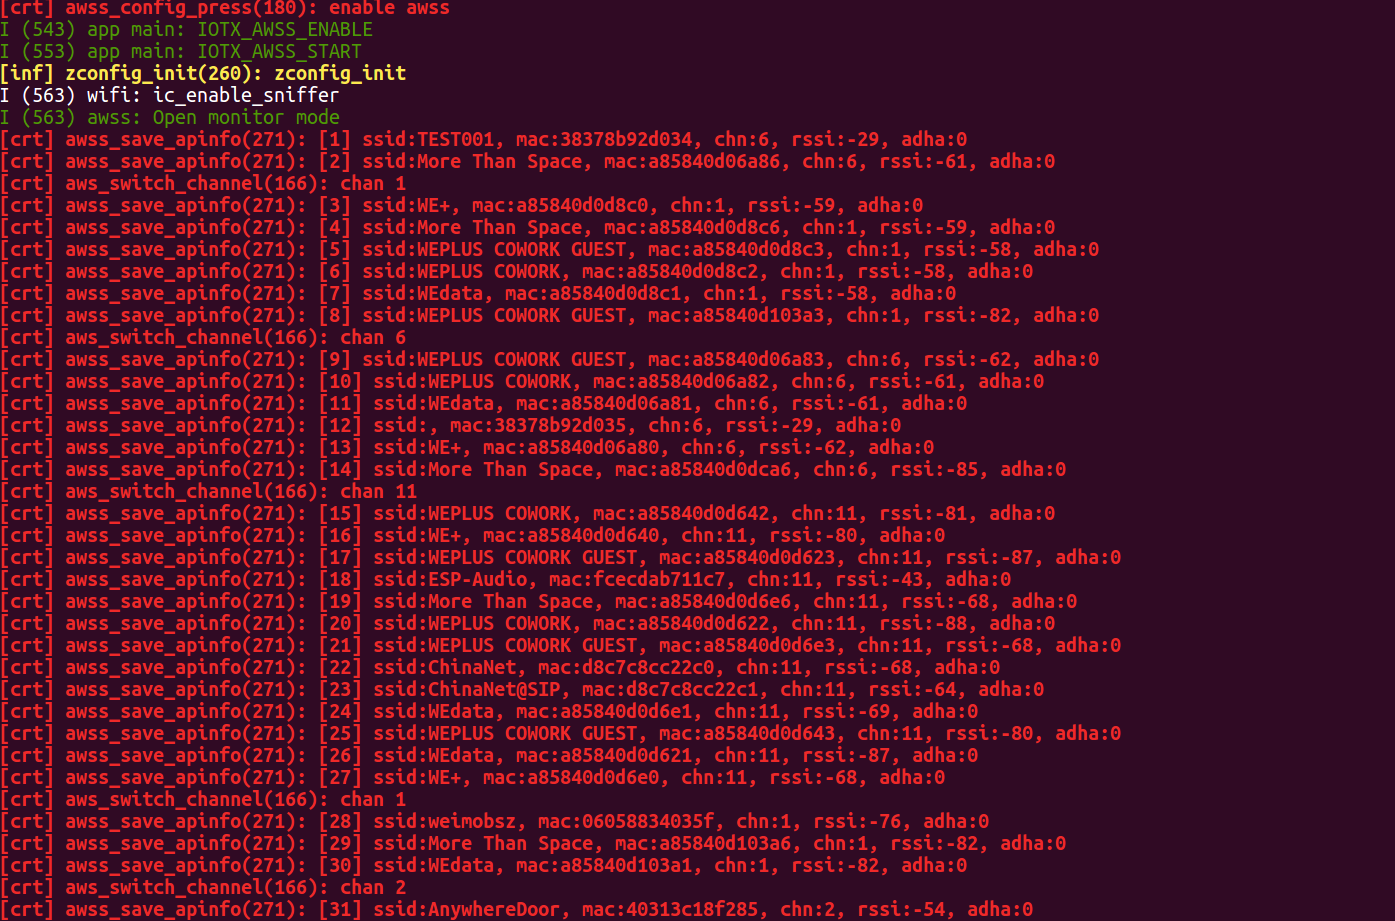 [crt] awss_config_press(180): enable awss
I (543) app main: IOTX_AWSS_ENABLE
I (553) app main: IOTX_AWSS_START
[inf] zconfig_init(260): zconfig_init
I (563) wifi: ic_enable_sniffer
I (563) awss: Open monitor mode
[crt] awss_save_apinfo(271): [1] ssid:TEST001, mac:38378b92d034, chn:6, rssi:-29, adha:0
[crt] awss_save_apinfo(271): [2] ssid:More Than Space, mac:a85840d06a86, chn:6, rssi:-61, adha:0
[crt] aws_switch_channel(166): chan 1
[crt] awss_save_apinfo(271): [3] ssid:WE+, mac:a85840d0d8c0, chn:1, rssi:-59, adha:0
[crt] awss_save_apinfo(271): [4] ssid:More Than Space, mac:a85840d0d8c6, chn:1, rssi:-59, adha:0
[crt] awss_save_apinfo(271): [5] ssid:WEPLUS COWORK GUEST, mac:a85840d0d8c3, chn:1, rssi:-58, adha:0
[crt] awss_save_apinfo(271): [6] ssid:WEPLUS COWORK, mac:a85840d0d8c2, chn:1, rssi:-58, adha:0
[crt] awss_save_apinfo(271): [7] ssid:WEdata, mac:a85840d0d8c1, chn:1, rssi:-58, adha:0
[crt] awss_save_apinfo(271): [8] ssid:WEPLUS COWORK GUEST, mac:a85840d103a3, chn:1, rssi:-82, adha:0
[crt] aws_switch_channel(166): chan 6
[crt] awss_save_apinfo(271): [9] ssid:WEPLUS COWORK GUEST, mac:a85840d06a83, chn:6, rssi:-62, adha:0
[crt] awss_save_apinfo(271): [10] ssid:WEPLUS COWORK, mac:a85840d06a82, chn:6, rssi:-61, adha:0
[crt] awss_save_apinfo(271): [11] ssid:WEdata, mac:a85840d06a81, chn:6, rssi:-61, adha:0
[crt] awss_save_apinfo(271): [12] ssid:, mac:38378b92d035, chn:6, rssi:-29, adha:0
[crt] awss_save_apinfo(271): [13] ssid:WE+, mac:a85840d06a80, chn:6, rssi:-62, adha:0
[crt] awss_save_apinfo(271): [14] ssid:More Than Space, mac:a85840d0dca6, chn:6, rssi:-85, adha:0
[crt] aws_switch_channel(166): chan 11
[crt] awss_save_apinfo(271): [15] ssid:WEPLUS COWORK, mac:a85840d0d642, chn:11, rssi:-81, adha:0
[crt] awss_save_apinfo(271): [16] ssid:WE+, mac:a85840d0d640, chn:11, rssi:-80, adha:0
[crt] awss_save_apinfo(271): [17] ssid:WEPLUS COWORK GUEST, mac:a85840d0d623, chn:11, rssi:-87, adha:0
[crt] awss_save_apinfo(271): [18] ssid:ESP-Audio, mac:fcecdab711c7, chn:11, rssi:-43, adha:0
[crt] awss_save_apinfo(271): [19] ssid:More Than Space, mac:a85840d0d6e6, chn:11, rssi:-68, adha:0
[crt] awss_save_apinfo(271): [20] ssid:WEPLUS COWORK, mac:a85840d0d622, chn:11, rssi:-88, adha:0
[crt] awss_save_apinfo(271): [21] ssid:WEPLUS COWORK GUEST, mac:a85840d0d6e3, chn:11, rssi:-68, adha:0
[crt] awss_save_apinfo(271): [22] ssid:ChinaNet, mac:d8c7c8cc22c0, chn:11, rssi:-68, adha:0
[crt] awss_save_apinfo(271): [23] ssid:ChinaNet@SIP, mac:d8c7c8cc22c1, chn:11, rssi:-64, adha:0
[crt] awss_save_apinfo(271): [24] ssid:WEdata, mac:a85840d0d6e1, chn:11, rssi:-69, adha:0
[crt] awss_save_apinfo(271): [25] ssid:WEPLUS COWORK GUEST, mac:a85840d0d643, chn:11, rssi:-80, adha:0
[crt] awss_save_apinfo(271): [26] ssid:WEdata, mac:a85840d0d621, chn:11, rssi:-87, adha:0
[crt] awss_save_apinfo(271): [27] ssid:WE+, mac:a85840d0d6e0, chn:11, rssi:-68, adha:0
[crt] aws_switch_channel(166): chan 1
[crt] awss_save_apinfo(271): [28] ssid:weimobsz, mac:06058834035f, chn:1, rssi:-76, adha:0
[crt] awss_save_apinfo(271): [29] ssid:More Than Space, mac:a85840d103a6, chn:1, rssi:-82, adha:0
[crt] awss_save_apinfo(271): [30] ssid:WEdata, mac:a85840d103a1, chn:1, rssi:-82, adha:0
[crt] aws_switch_channel(166): chan 2
[crt] awss_save_apinfo(271): [31] ssid:AnywhereDoor, mac:40313c18f285, chn:2, rssi:-54, adha:0